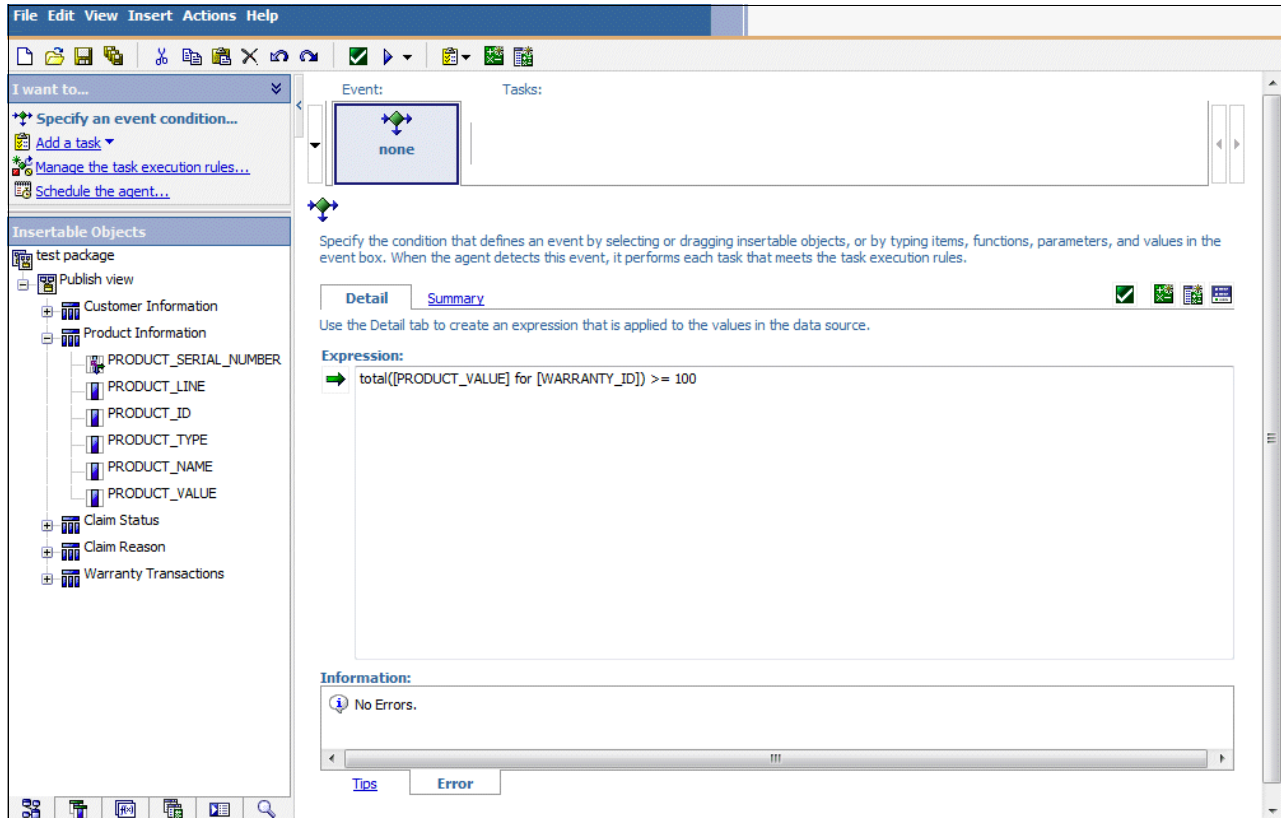 File Edit View Insert Actions Help
I want to...
Specify an event condition...
Add a task
Manage the task execution rules...
Schedule the agent...
Insertable Objects
test package
Publish view
Customer Information
Product Information
PRODUCT_SERIAL_NUMBER
PRODUCT_LINE
PRODUCT_ID
PRODUCT_TYPE
PRODUCT_NAME
PRODUCT_VALUE
Claim Status
Claim Reason
Warranty Transactions
Event: Tasks:
none
Specify the condition that defines an event by selecting or dragging insertable objects, or by typing items, functions, parameters, and values in the
event box. When the agent detects this event, it performs each task that meets the task execution rules.
Detail Summary
Use the Detail tab to create an expression that is applied to the values in the data source.
Expression:
total([PRODUCT_VALUE] for [WARRANTY_ID]) >= 100
Information:
No Errors.
Tips Error